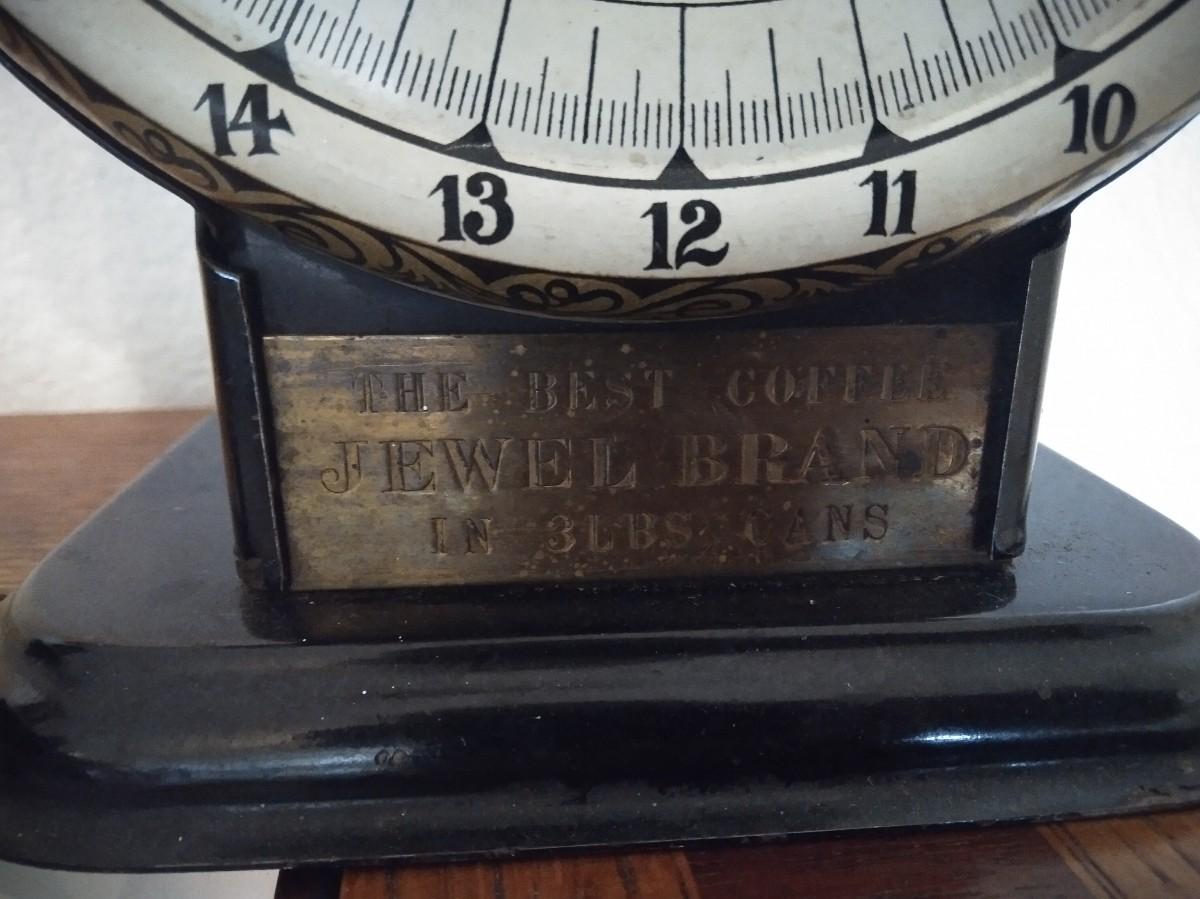 14 13 12 11 10
THE BEST COFFEE
JEWEL BRAND
IN 3LBS CANS